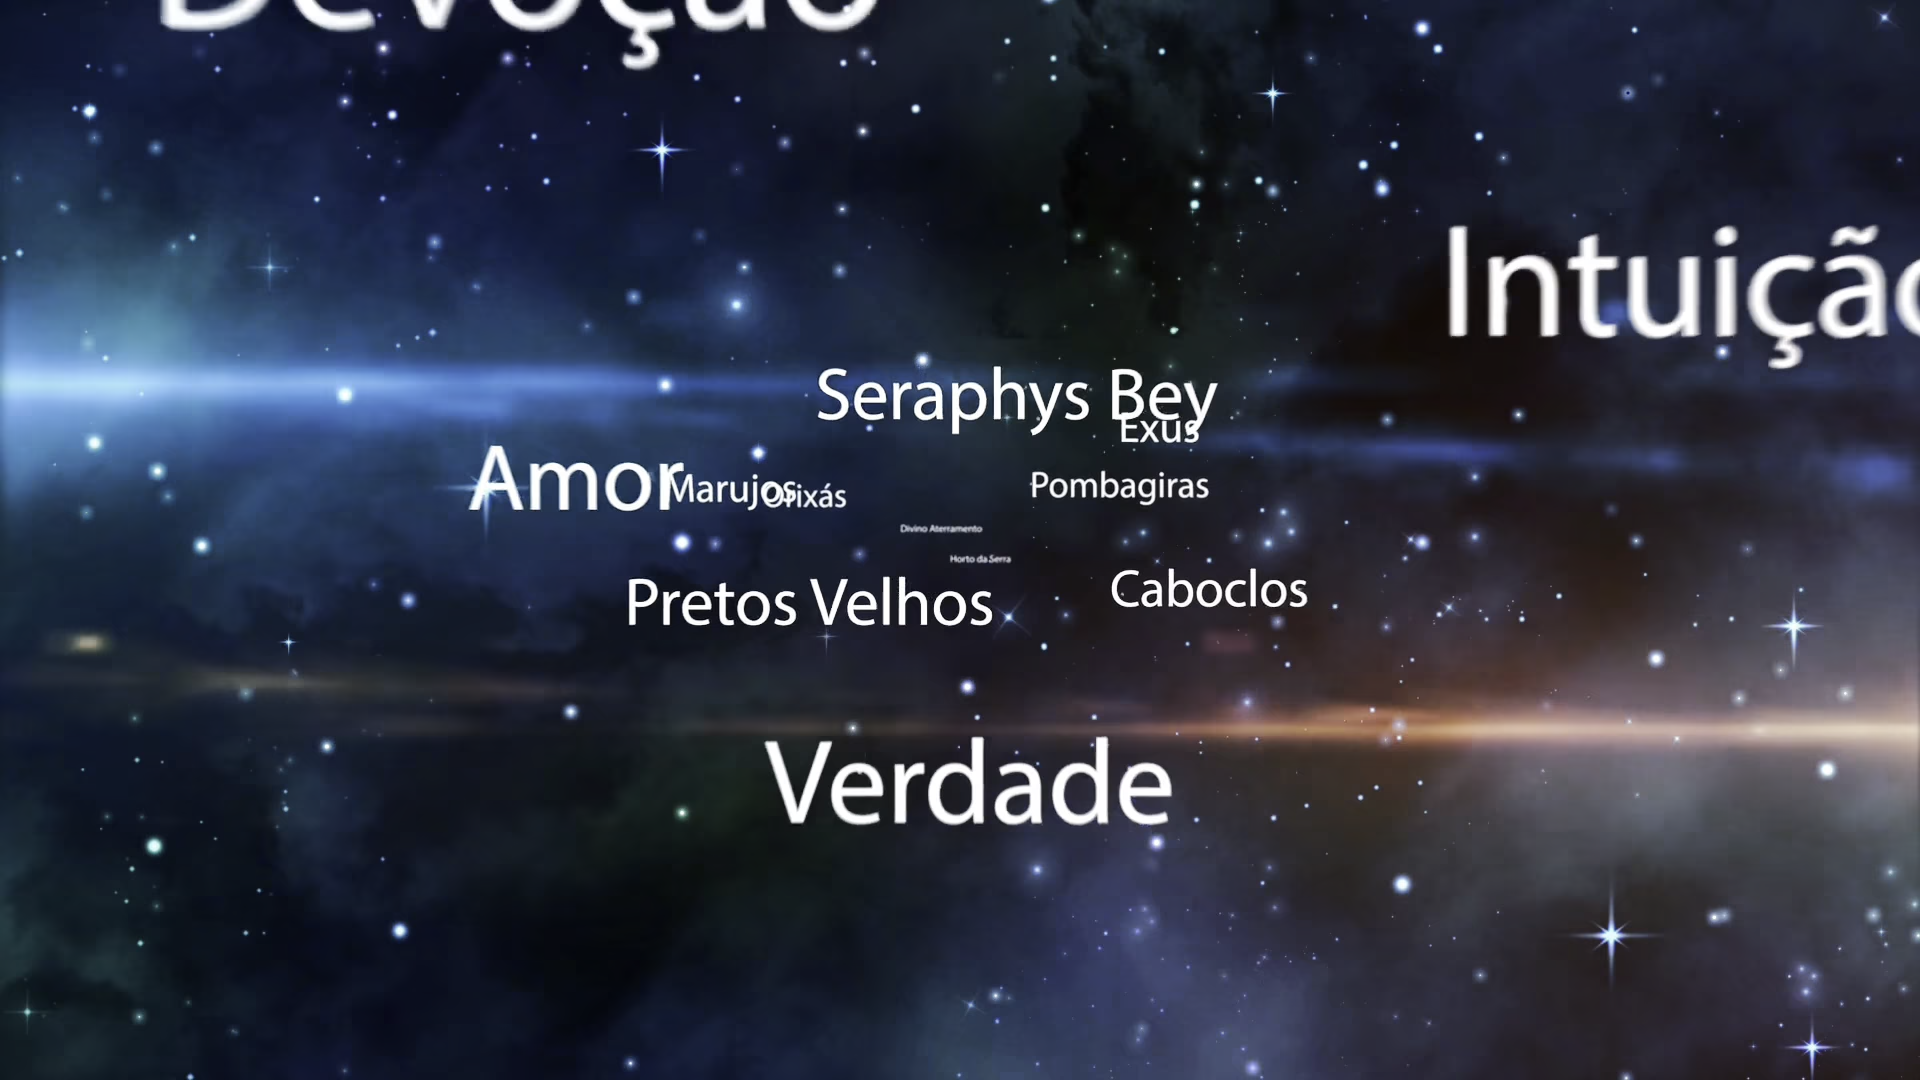 Devoção
Intuição
Seraphys Bey
Exus
Amor
Marujos
Orixás
Pombagiras
Divino Aterramento
Horto da Serra
Pretos Velhos
Caboclos
Verdade